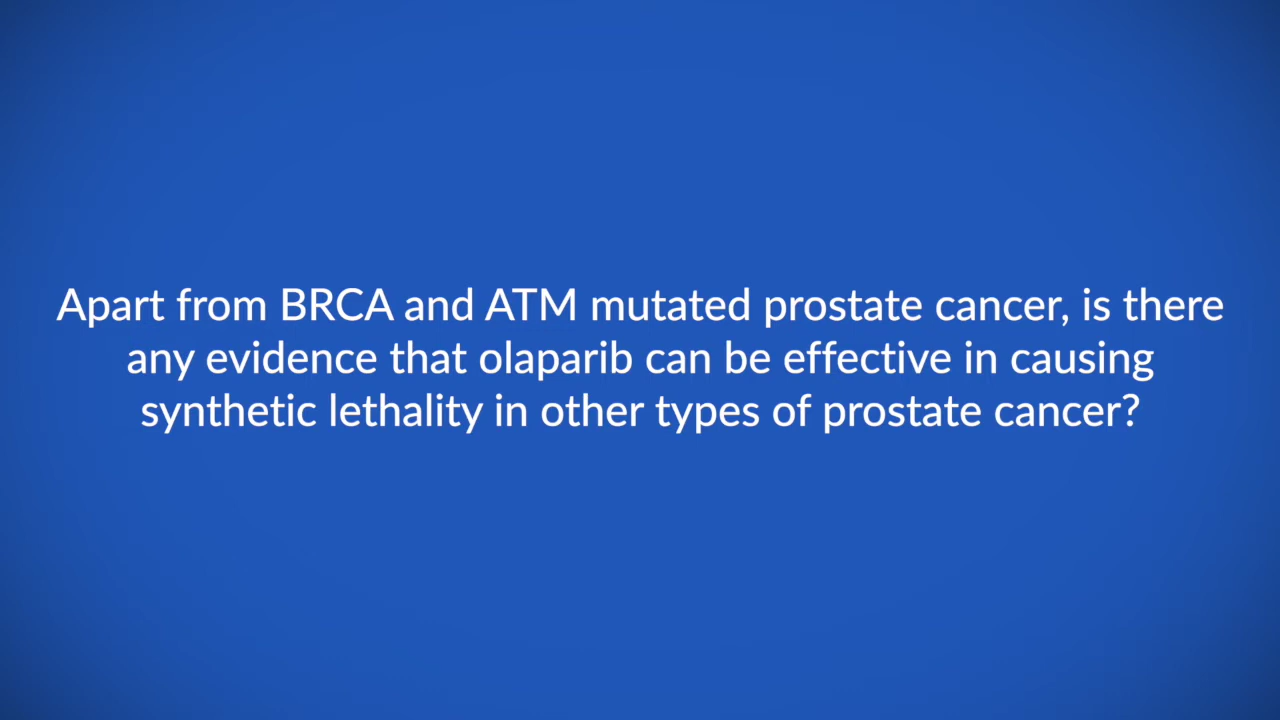 Apart from BRCA and ATM mutated prostate cancer, is there
any evidence that olaparib can be effective in causing
synthetic lethality in other types of prostate cancer?